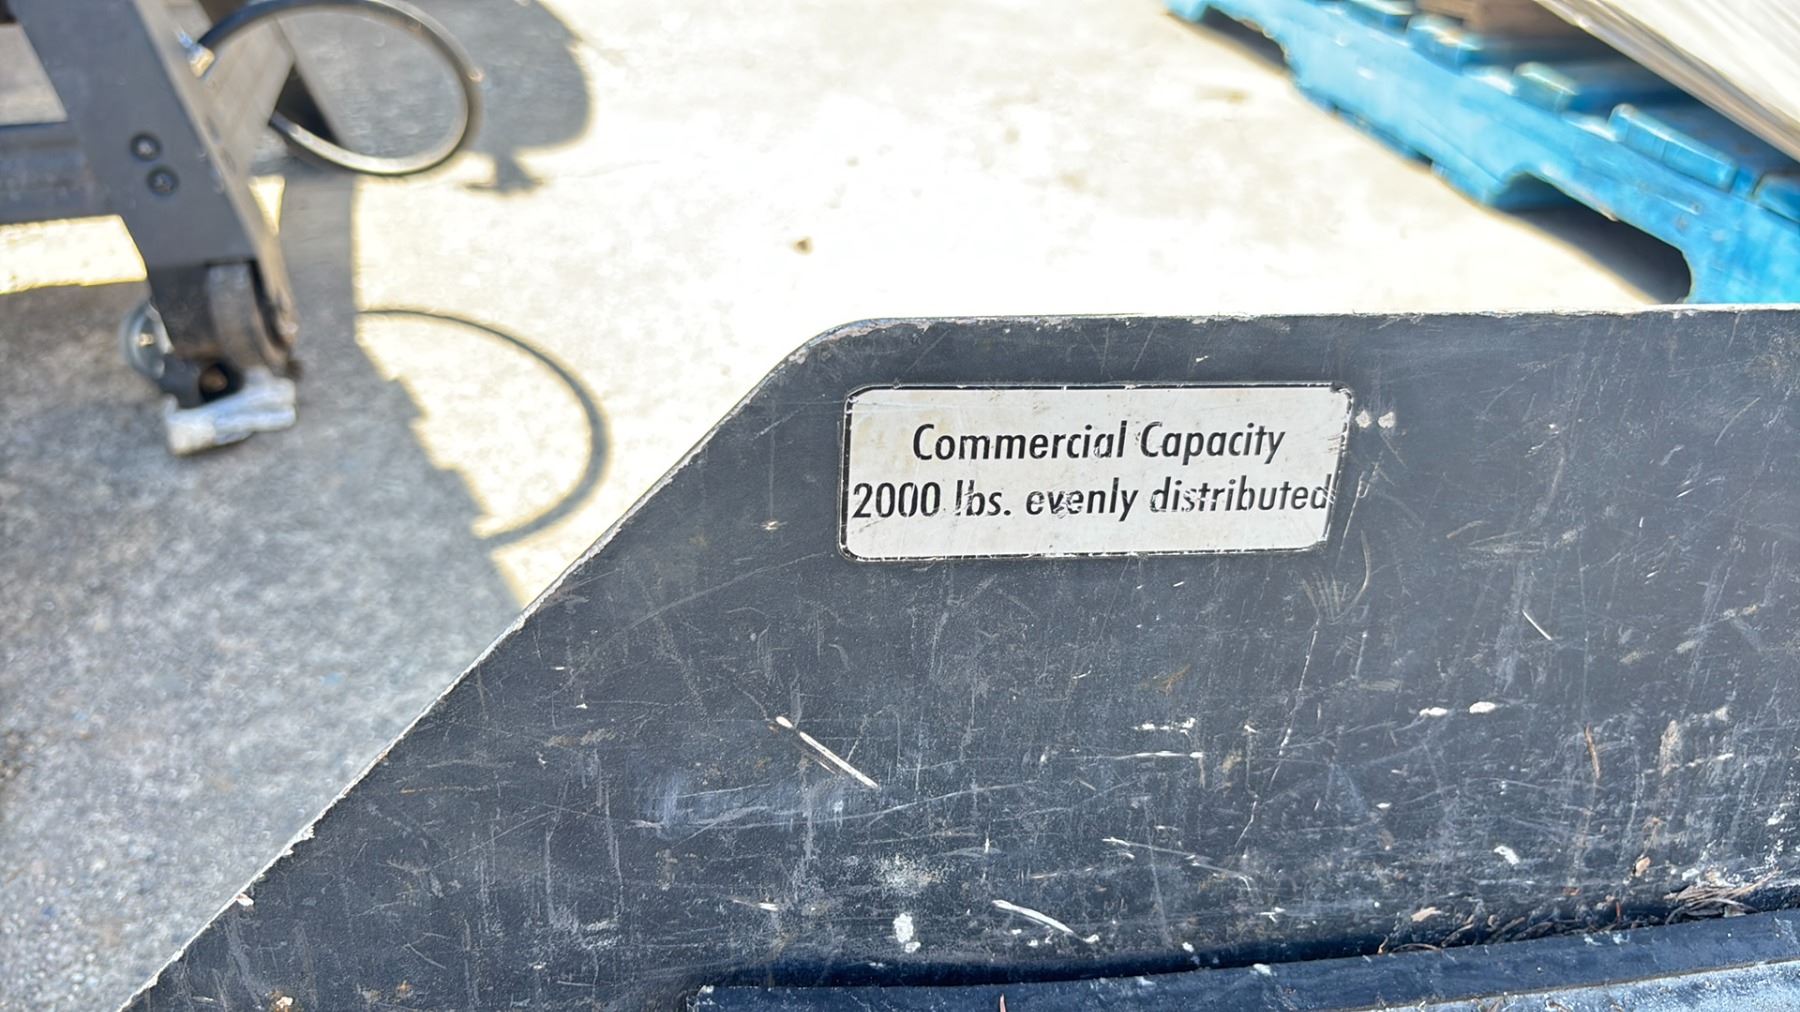 Commercial Capacity
2000 lbs. evenly distributed